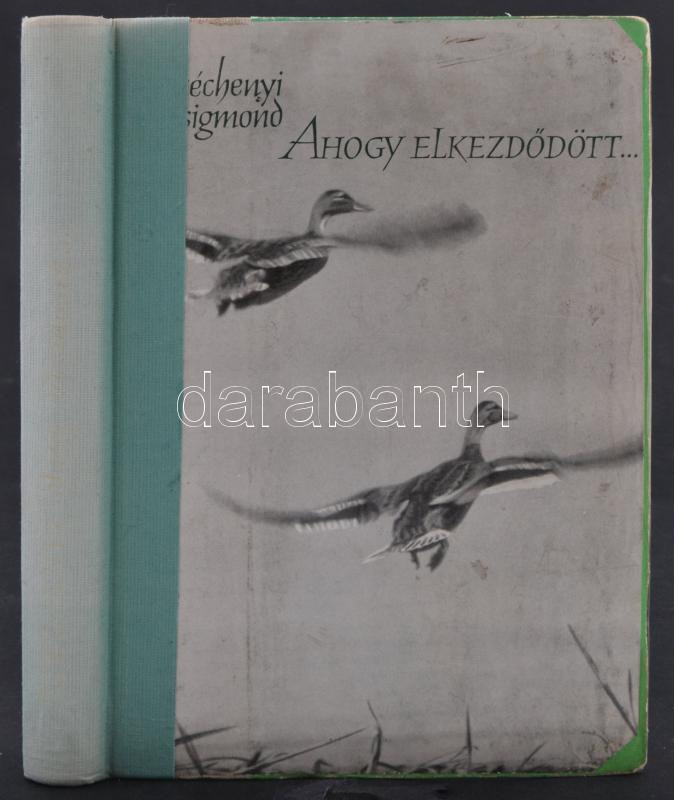 échenyi
sigmond
AHOGY ELKEZDŐDÖTT...
darabanth